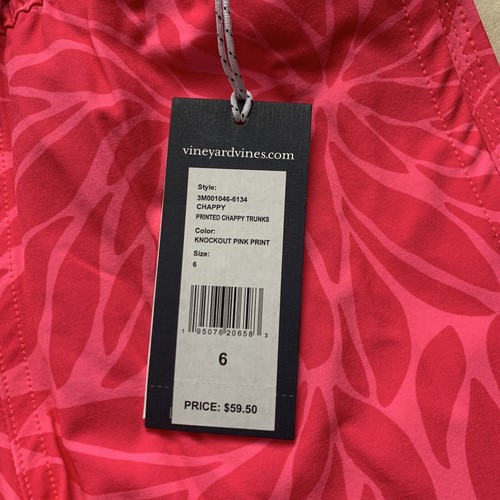 vineyardvines.com
Style:
3M001046-6134
CHAPPY
PRINTED CHAPPY TRUNKS
Color:
KNOCKOUT PINK PRINT
Size:
6
1 95076 20658 3
6
PRICE: $59.50